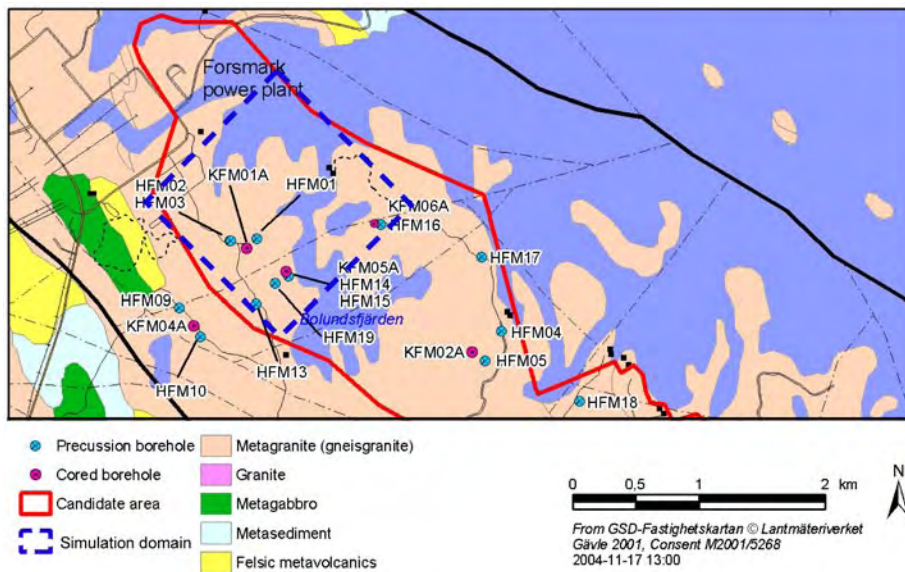 Forsmark
power plant
KFM01A
HFM01
HFM02
HFM03
KFM06A
HFM16
HFM17
KFM05A
HFM14
HFM15
HFM09
KFM04A
Bolundsfjärden
HFM19
HFM04
KFM02A
HFM05
HFM10
HFM13
HFM18
Precussion borehole
Cored borehole
Candidate area
Simulation domain
Metagranite (gneisgranite)
Granite
Metagabbro
Metasediment
Felsic metavolcanics
0 0,5 1 2 km
N
From GSD-Fastighetskartan © Lantmäteriverket
Gävle 2001, Consent M2001/5268
2004-11-17 13:00